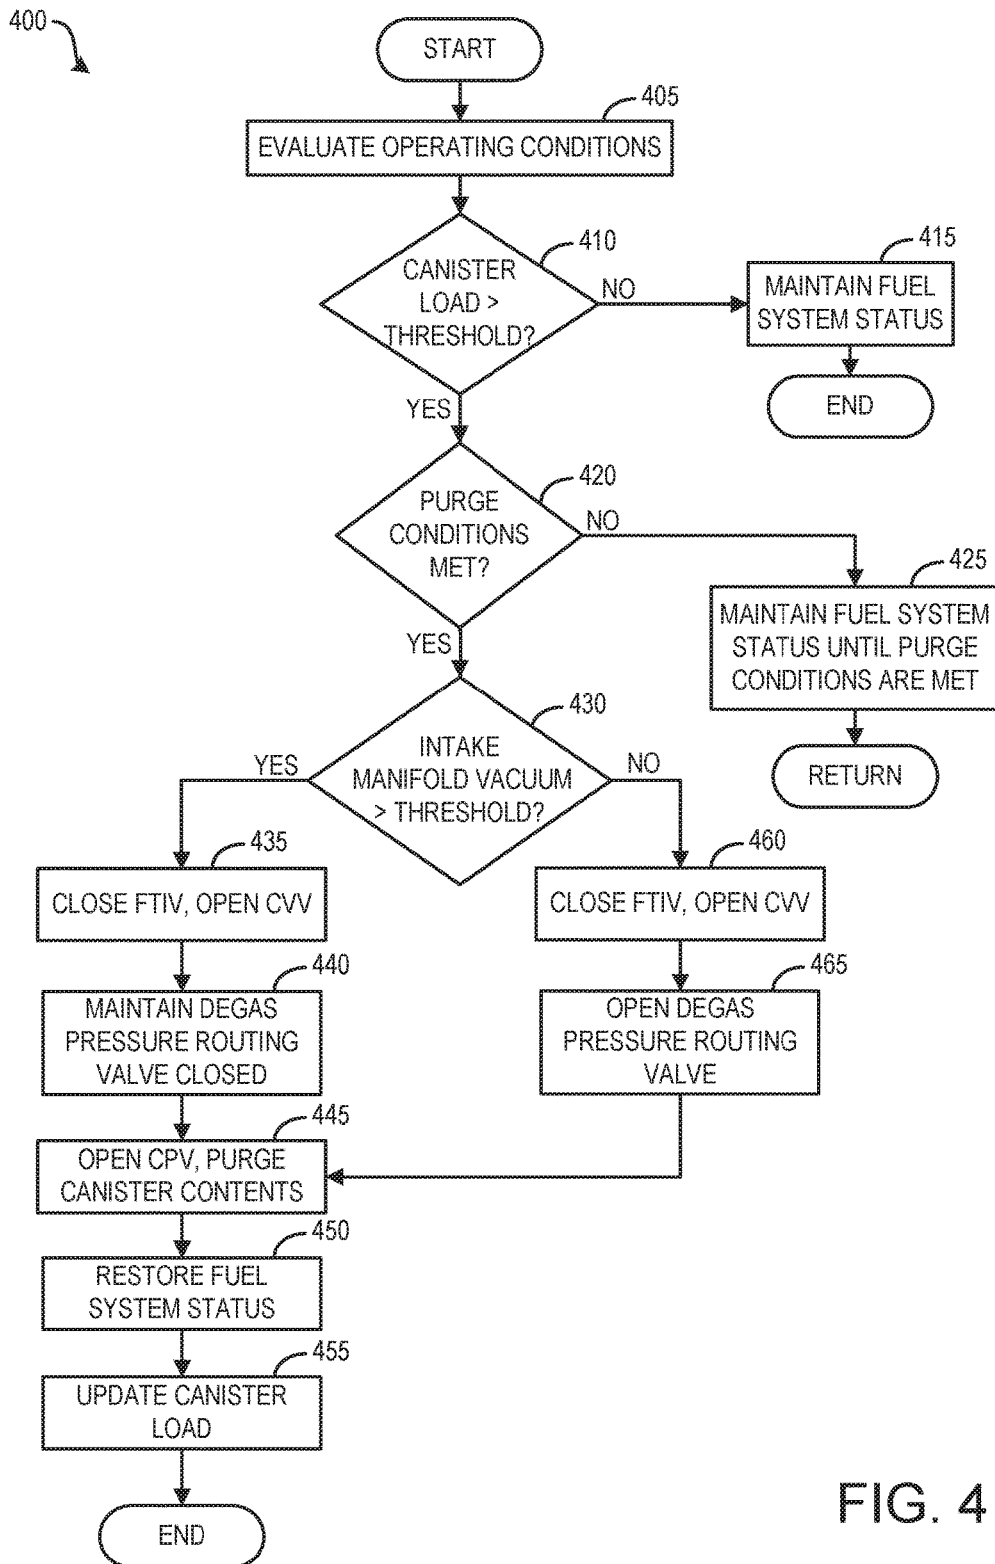 400
START
405
EVALUATE OPERATING CONDITIONS
410
CANISTER
LOAD >
THRESHOLD?
NO
415
MAINTAIN FUEL
SYSTEM STATUS
END
YES
420
PURGE
CONDITIONS
MET?
NO
425
MAINTAIN FUEL SYSTEM
STATUS UNTIL PURGE
CONDITIONS ARE MET
RETURN
YES
430
INTAKE
MANIFOLD VACUUM
> THRESHOLD?
YES
NO
435
CLOSE FTIV, OPEN CVV
460
CLOSE FTIV, OPEN CVV
440
MAINTAIN DEGAS
PRESSURE ROUTING
VALVE CLOSED
465
OPEN DEGAS
PRESSURE ROUTING
VALVE
445
OPEN CPV, PURGE
CANISTER CONTENTS
450
RESTORE FUEL
SYSTEM STATUS
455
UPDATE CANISTER
LOAD
END
FIG. 4